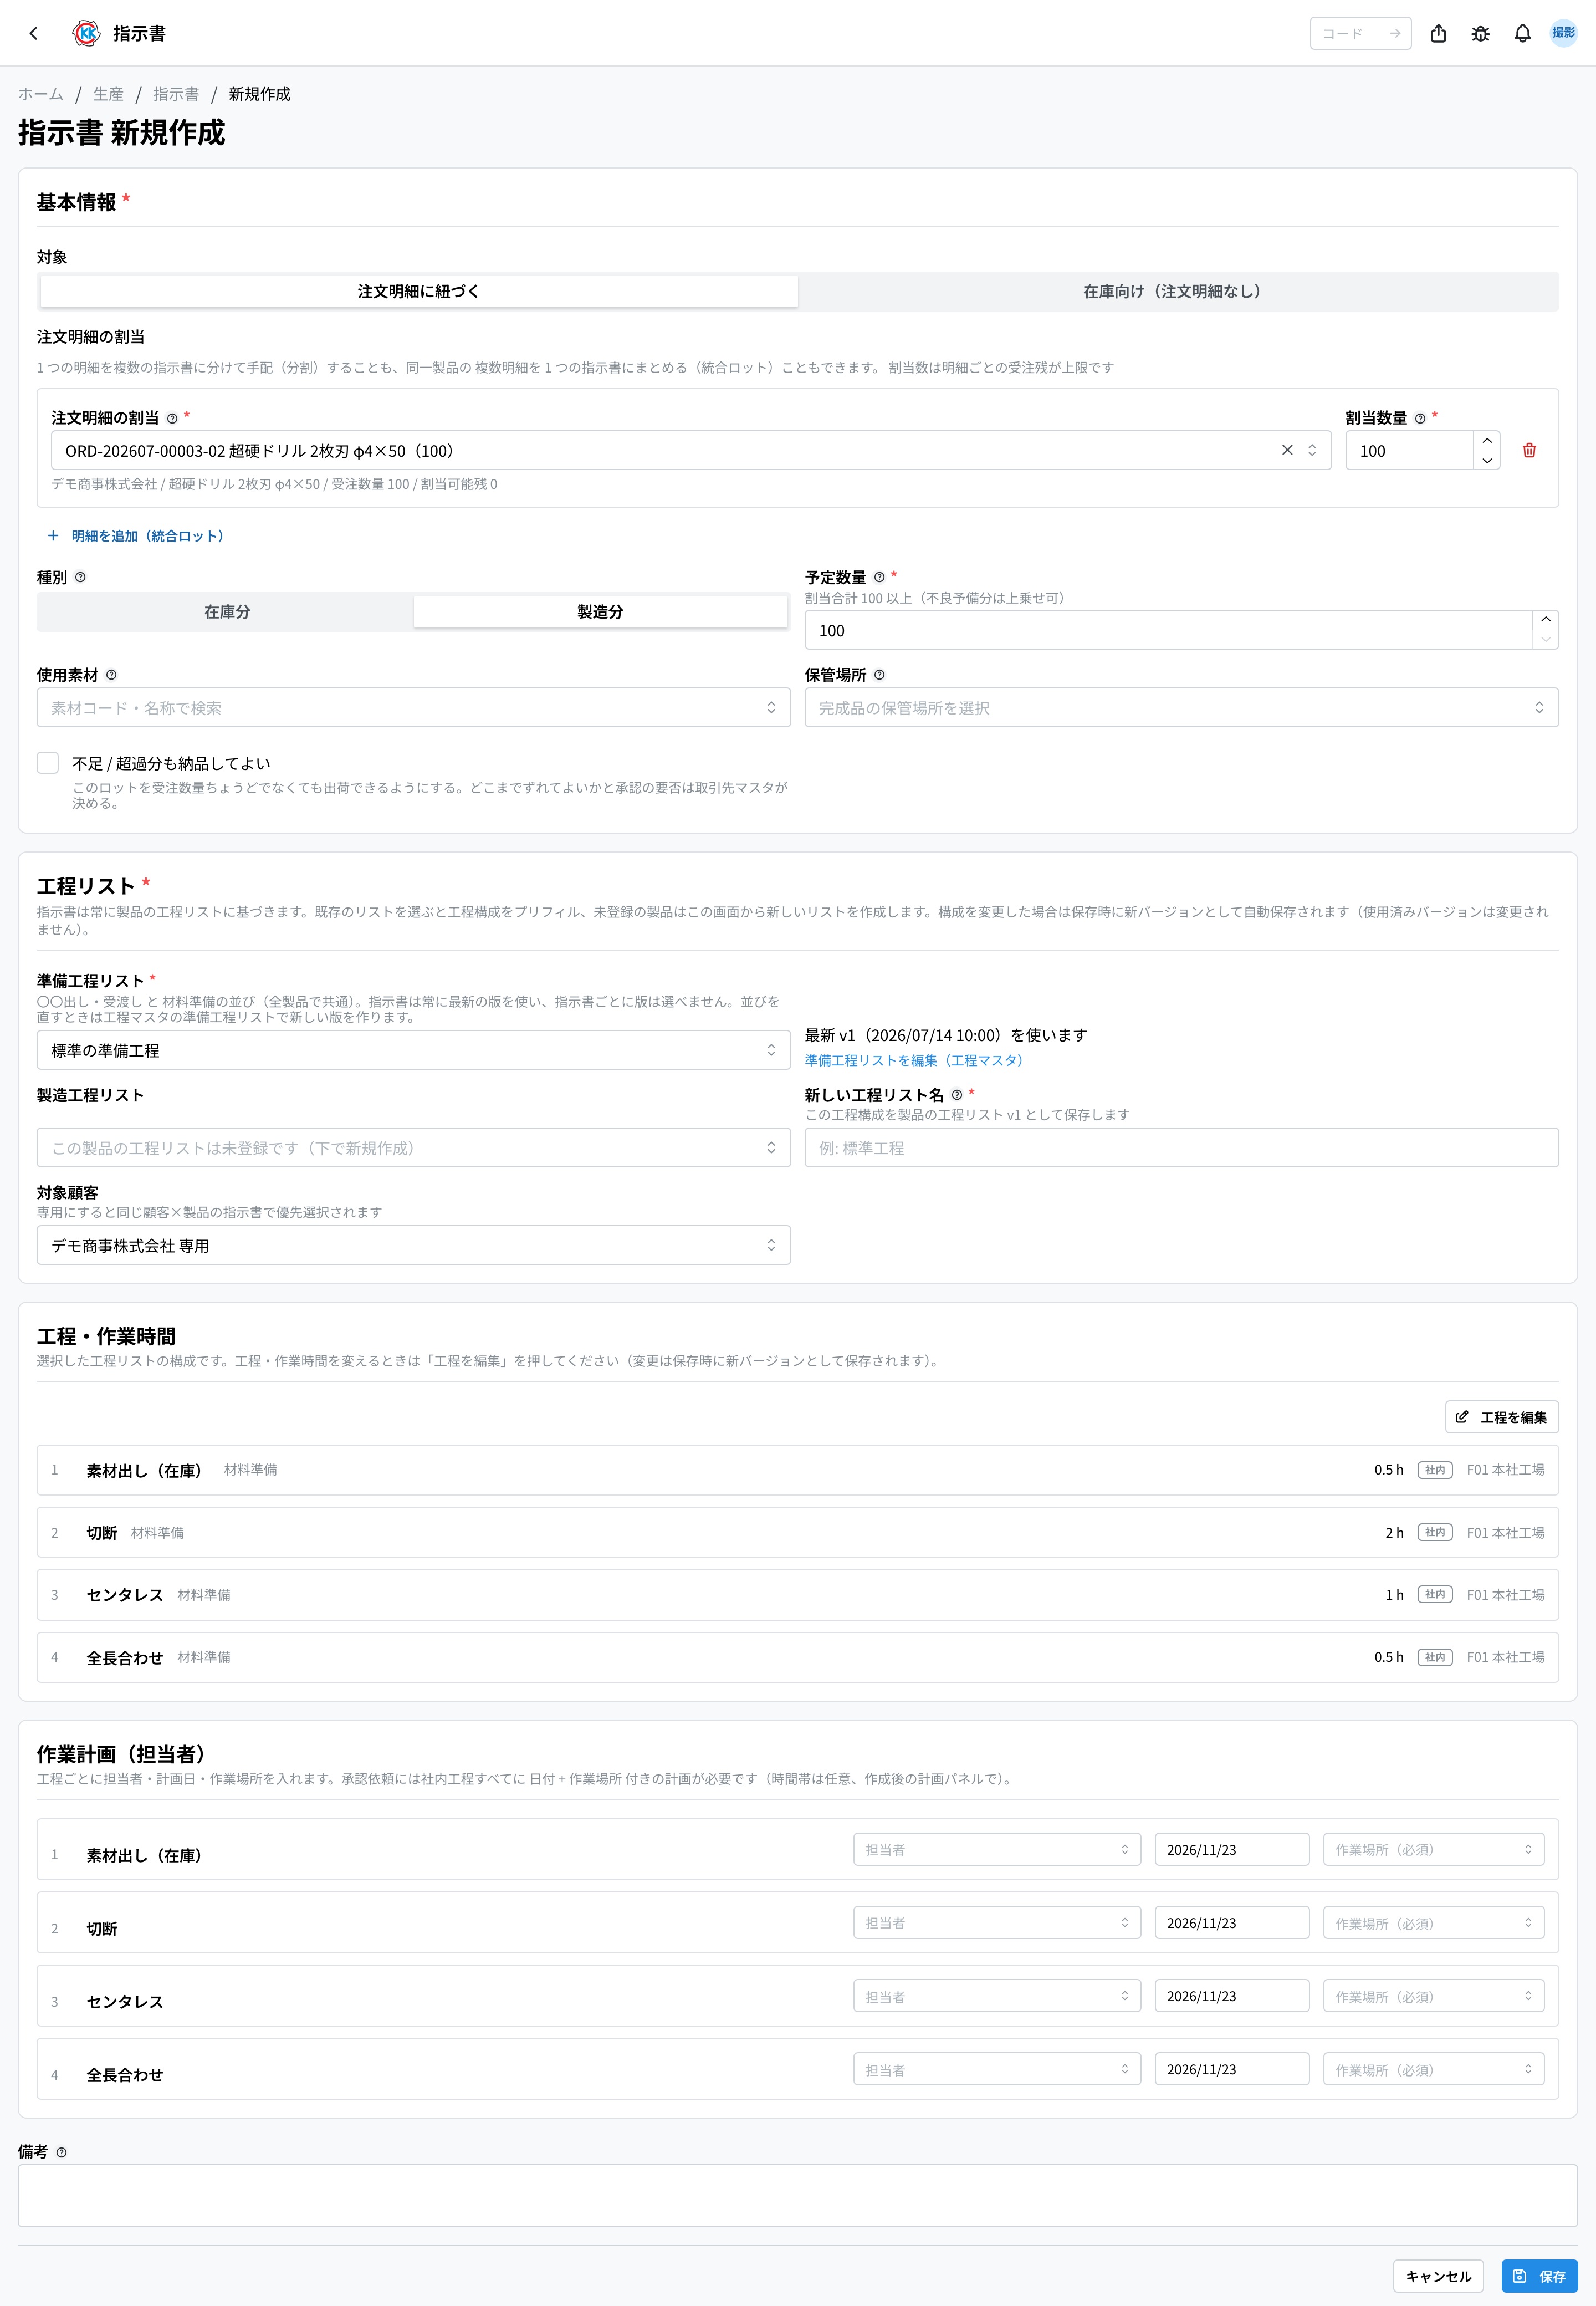 指示書
コード
撮影
ホーム / 生産 / 指示書 / 新規作成
指示書 新規作成
基本情報 *
対象
注文明細に紐づく
在庫向け（注文明細なし）
注文明細の割当
1 つの明細を複数の指示書に分けて手配（分割）することも、同一製品の 複数明細を 1 つの指示書にまとめる（統合ロット）こともできます。 割当数は明細ごとの受注残が上限です
注文明細の割当 *
割当数量 *
ORD-202607-00003-02 超硬ドリル 2枚刃 φ4×50（100）
100
デモ商事株式会社 / 超硬ドリル 2枚刃 φ4×50 / 受注数量 100 / 割当可能残 0
＋ 明細を追加（統合ロット）
種別
在庫分
製造分
予定数量 *
割当合計 100 以上（不良予備分は上乗せ可）
100
使用素材
素材コード・名称で検索
保管場所
完成品の保管場所を選択
不足 / 超過分も納品してよい
このロットを受注数量ちょうどでなくても出荷できるようにする。どこまでずれてよいかと承認の要否は取引先マスタが
決める。
工程リスト *
指示書は常に製品の工程リストに基づきます。既存のリストを選ぶと工程構成をプリフィル、未登録の製品はこの画面から新しいリストを作成します。構成を変更した場合は保存時に新バージョンとして自動保存されます（使用済みバージョンは変更され
ません）。
準備工程リスト *
〇〇出し・受渡し と 材料準備の並び（全製品で共通）。指示書は常に最新の版を使い、指示書ごとに版は選べません。並びを
直すときは工程マスタの準備工程リストで新しい版を作ります。
標準の準備工程
最新 v1（2026/07/14 10:00）を使います
準備工程リストを編集（工程マスタ）
製造工程リスト
この製品の工程リストは未登録です（下で新規作成）
新しい工程リスト名 *
この工程構成を製品の工程リスト v1 として保存します
例: 標準工程
対象顧客
専用にすると同じ顧客×製品の指示書で優先選択されます
デモ商事株式会社 専用
工程・作業時間
選択した工程リストの構成です。工程・作業時間を変えるときは「工程を編集」を押してください（変更は保存時に新バージョンとして保存されます）。
工程を編集
1 素材出し（在庫） 材料準備 0.5 h 社内 F01 本社工場
2 切断 材料準備 2 h 社内 F01 本社工場
3 センタレス 材料準備 1 h 社内 F01 本社工場
4 全長合わせ 材料準備 0.5 h 社内 F01 本社工場
作業計画（担当者）
工程ごとに担当者・計画日・作業場所を入れます。承認依頼には社内工程すべてに 日付 + 作業場所 付きの計画が必要です（時間帯は任意、作成後の計画パネルで）。
1 素材出し（在庫） 担当者 2026/11/23 作業場所（必須）
2 切断 担当者 2026/11/23 作業場所（必須）
3 センタレス 担当者 2026/11/23 作業場所（必須）
4 全長合わせ 担当者 2026/11/23 作業場所（必須）
備考
キャンセル
保存